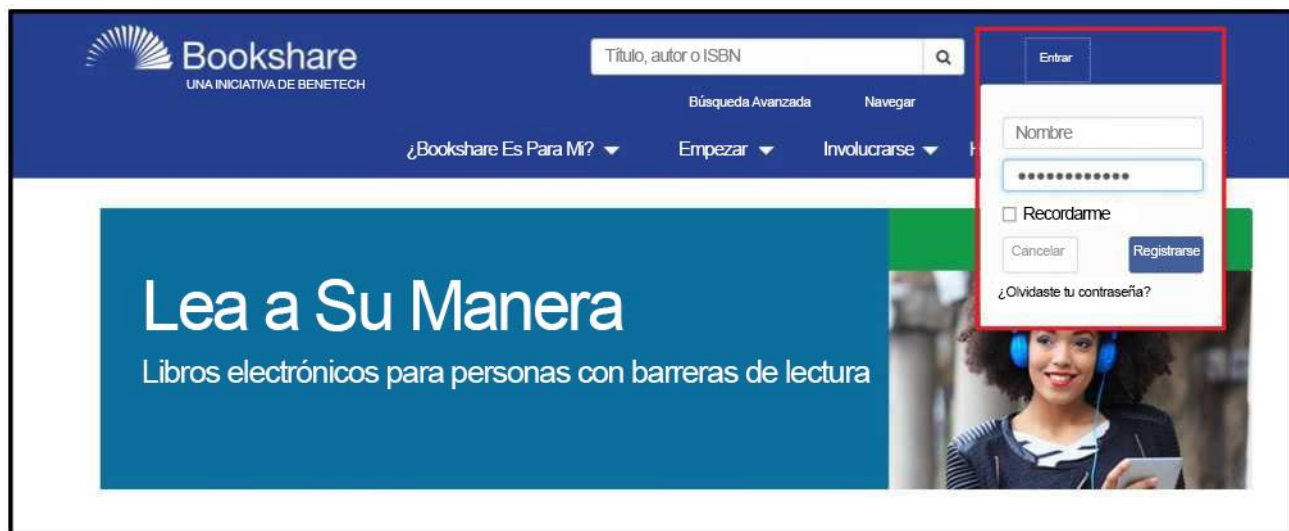 Bookshare
UNA INICIATIVA DE BENETECH
Título, autor o ISBN
Entrar
Búsqueda Avanzada Navegar
¿Bookshare Es Para Mi? Empezar Involucrarse H
Nombre
Recordarme
Cancelar Registrarse
¿Olvidaste tu contraseña?
Lea a Su Manera
Libros electrónicos para personas con barreras de lectura